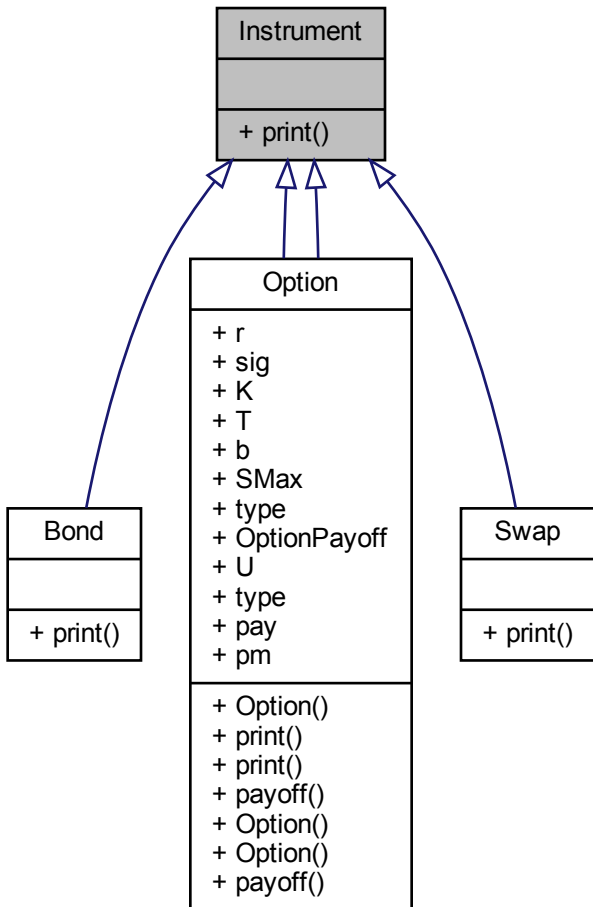 Instrument
+ print()
Option
+ r
+ sig
+ K
+ T
+ b
+ SMax
+ type
+ OptionPayoff
+ U
+ type
+ pay
+ pm
+ Option()
+ print()
+ print()
+ payoff()
+ Option()
+ Option()
+ payoff()
Bond
+ print()
Swap
+ print()